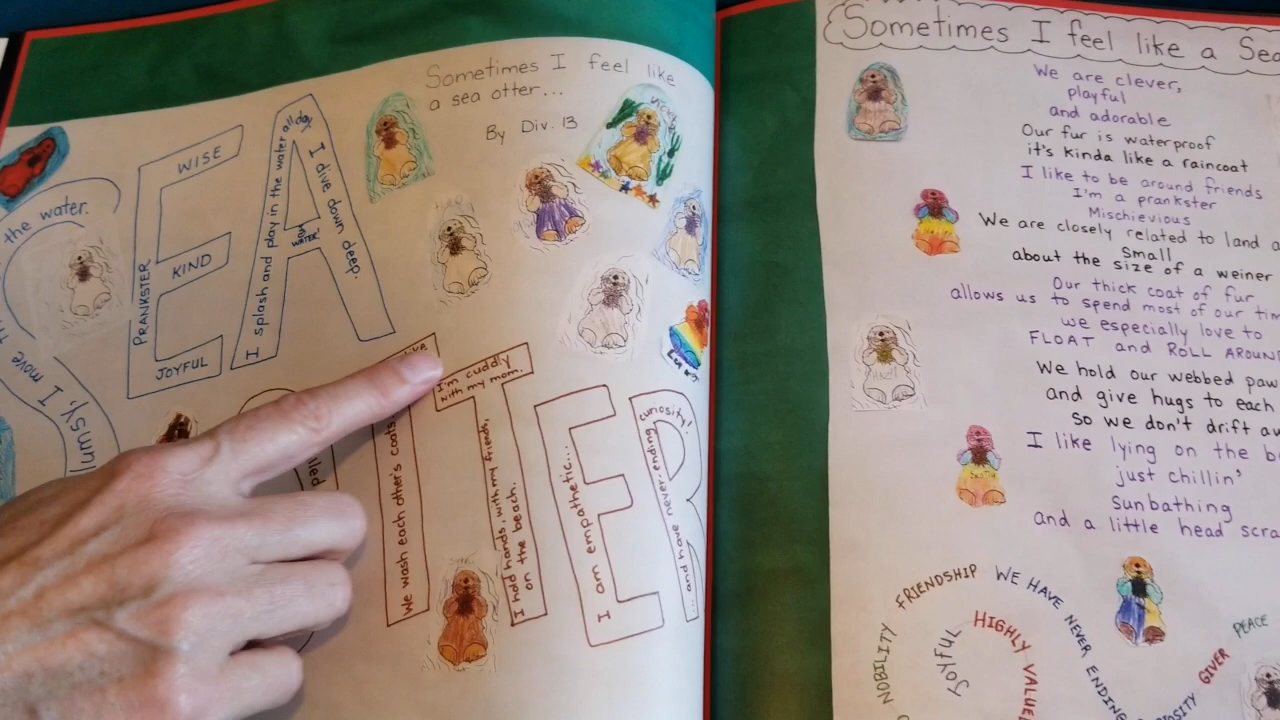 Sometimes I feel like
a sea otter...
By Div. 13
the water.
I move
lumsy, I
WISE
PRANKSTER
KIND
JOYFUL
I splash and play in the water all day
I dive down deep.
WATER!
We wash each other's coats
I'm cuddly
with my mom.
I hold hands, with my friends,
on the beach.
I am empathetic...
...and have never-ending curiosity!
Sometimes I feel like a Sea
We are clever,
playful
and adorable
Our fur is waterproof
it's kinda like a raincoat
I like to be around friends
I'm a prankster
Mischievious
We are closely related to land
Small
about the size of a weiner
Our thick coat of fur
allows us to spend most of our tim
we especially love to
FLOAT and ROLL AROUN
We hold our webbed paw
and give hugs to each
So we don't drift aw
I like lying on the b
just chillin'
Sunbathing
and a little head scra
NOBILITY
FRIENDSHIP
WE HAVE NEVER ENDING
JOYFUL
HIGHLY VALUE
GIVER
PEACE